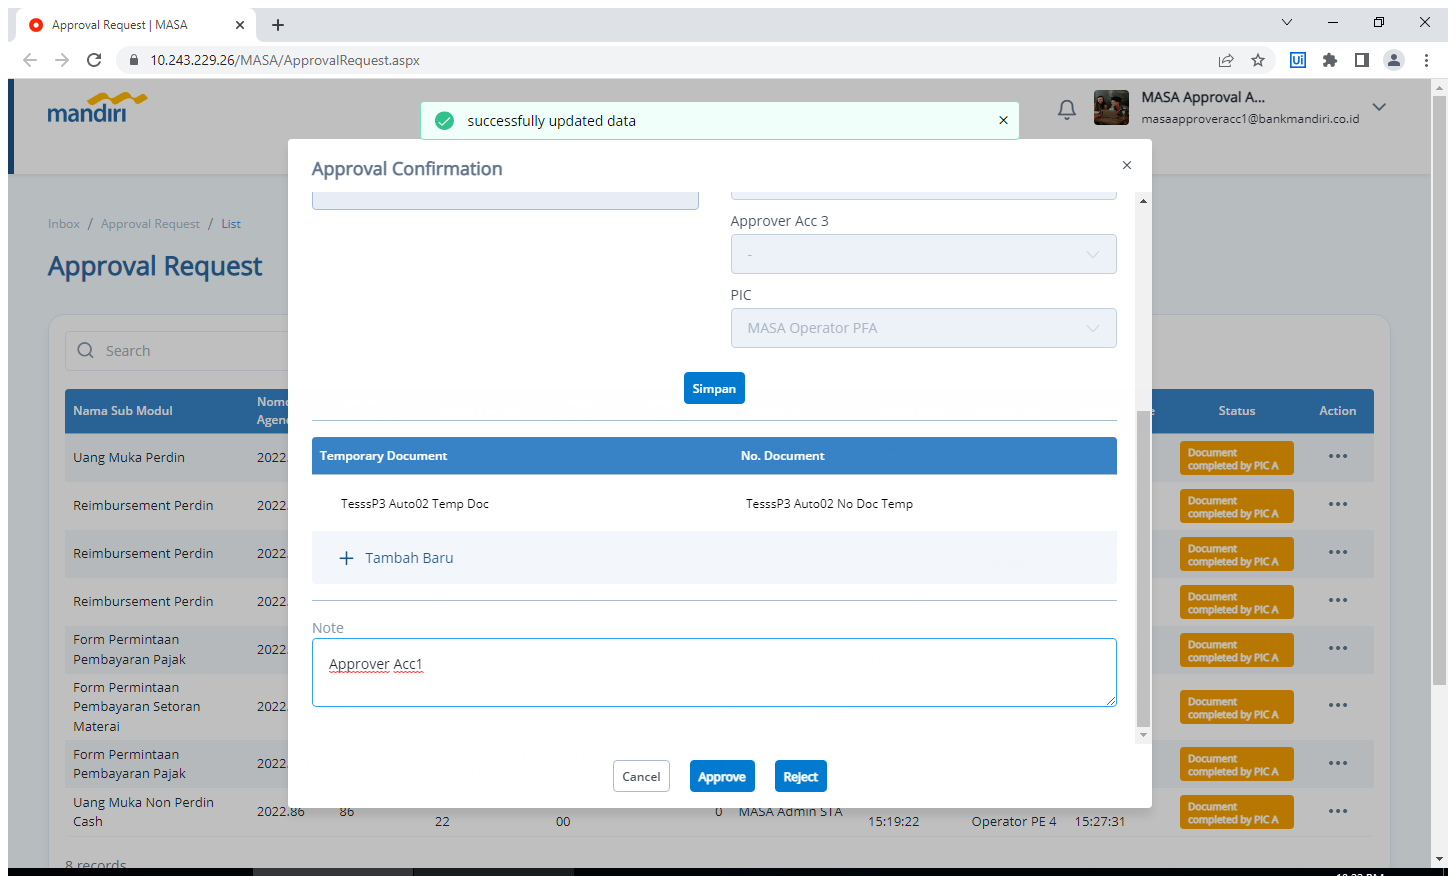 Approval Request | MASA
10.243.229.26/MASA/ApprovalRequest.aspx
mandiri
successfully updated data
MASA Approval A...
masaapproveracc1@bankmandiri.co.id
Inbox / Approval Request / List
Approval Request
Search
Nama Sub Modul
Status
Action
Uang Muka Perdin
2022.
Document
completed by PIC A
Reimbursement Perdin
2022.
Document
completed by PIC A
Reimbursement Perdin
2022.
Document
completed by PIC A
Reimbursement Perdin
2022.
Document
completed by PIC A
Form Permintaan
Pembayaran Pajak
2022.
Document
completed by PIC A
Form Permintaan
Pembayaran Setoran
Materai
2022.
Document
completed by PIC A
Form Permintaan
Pembayaran Pajak
2022.
Document
completed by PIC A
Uang Muka Non Perdin
Cash
2022.86
86
22
00
0
MASA Admin STA
15:19:22
Operator PE 4
15:27:31
Document
completed by PIC A
8 records
Approval Confirmation
Approver Acc 3
-
PIC
MASA Operator PFA
Simpan
Temporary Document
No. Document
TesssP3 Auto02 Temp Doc
TesssP3 Auto02 No Doc Temp
+ Tambah Baru
Note
Approver Acc1
Cancel
Approve
Reject